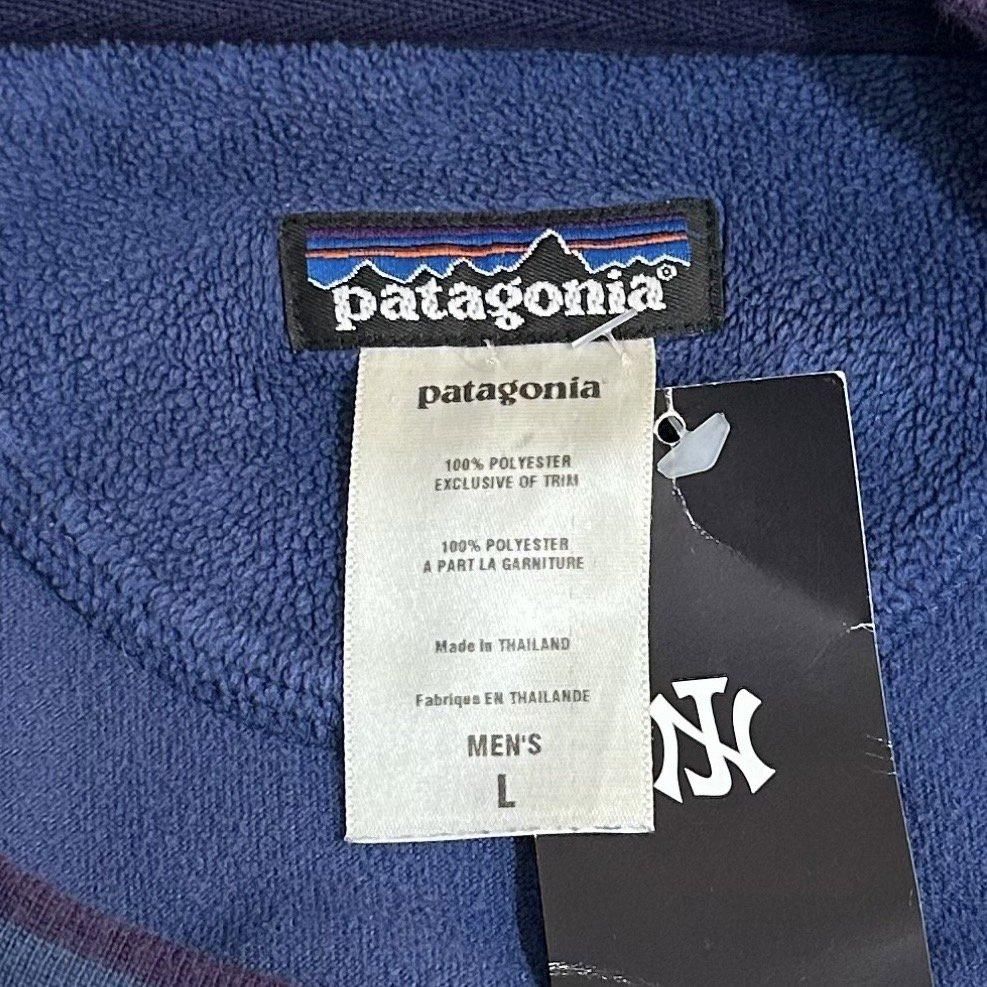 patagonia®
patagonia®
100% POLYESTER
EXCLUSIVE OF TRIM
100% POLYESTER
A PART LA GARNITURE
Made in THAILAND
Fabriqué EN THAILANDE
MEN'S
L